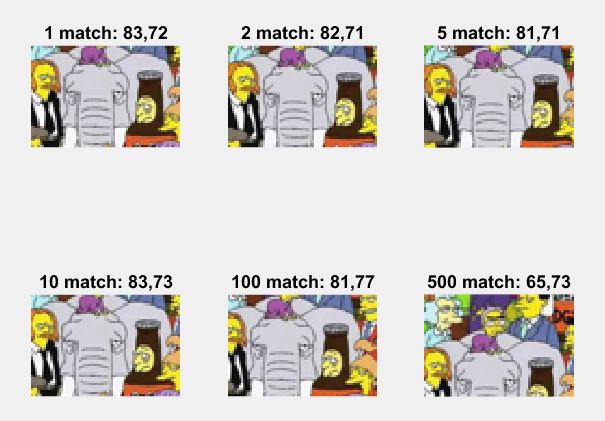 1 match: 83,72
2 match: 82,71
5 match: 81,71
10 match: 83,73
100 match: 81,77
500 match: 65,73